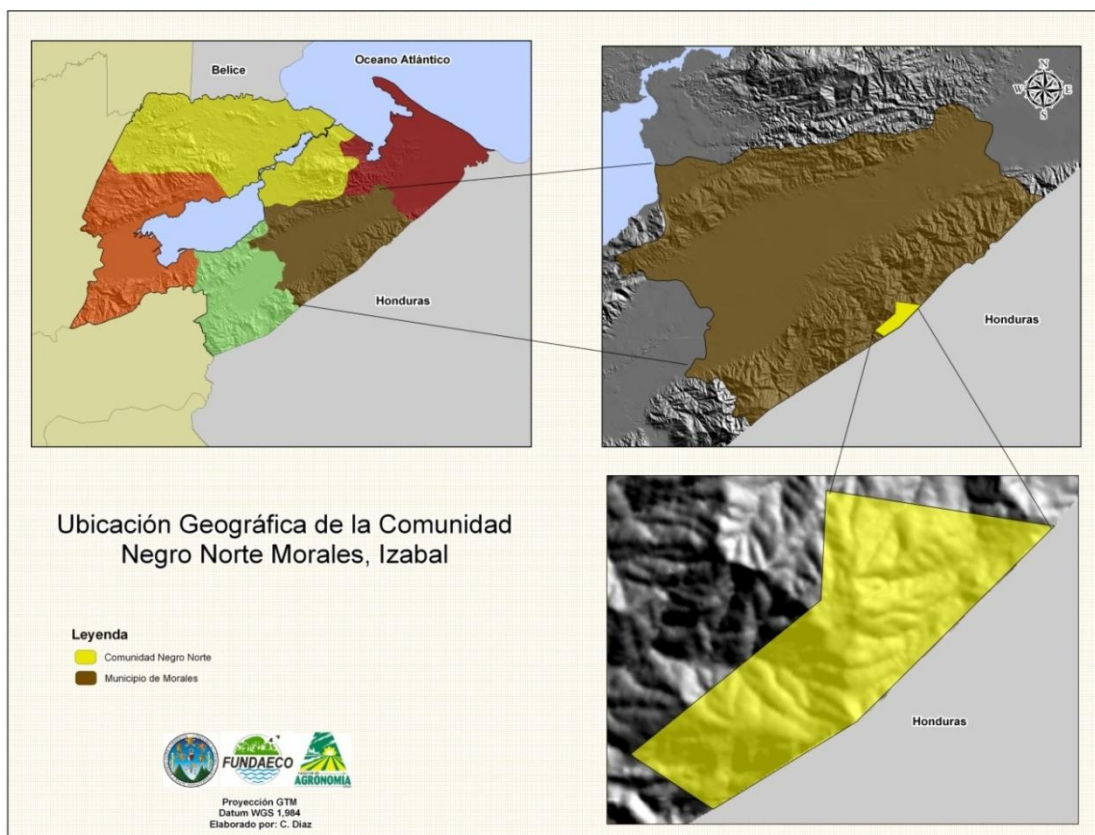 Belice
Oceano Atlántico
Honduras
N
W E
S
Honduras
Ubicación Geográfica de la Comunidad
Negro Norte Morales, Izabal
Leyenda
Comunidad Negro Norte
Municipio de Morales
Honduras
FUNDAECO
AGRONOMIA
Proyección GTM
Datum WGS 1,984
Elaborado por: C. Díaz